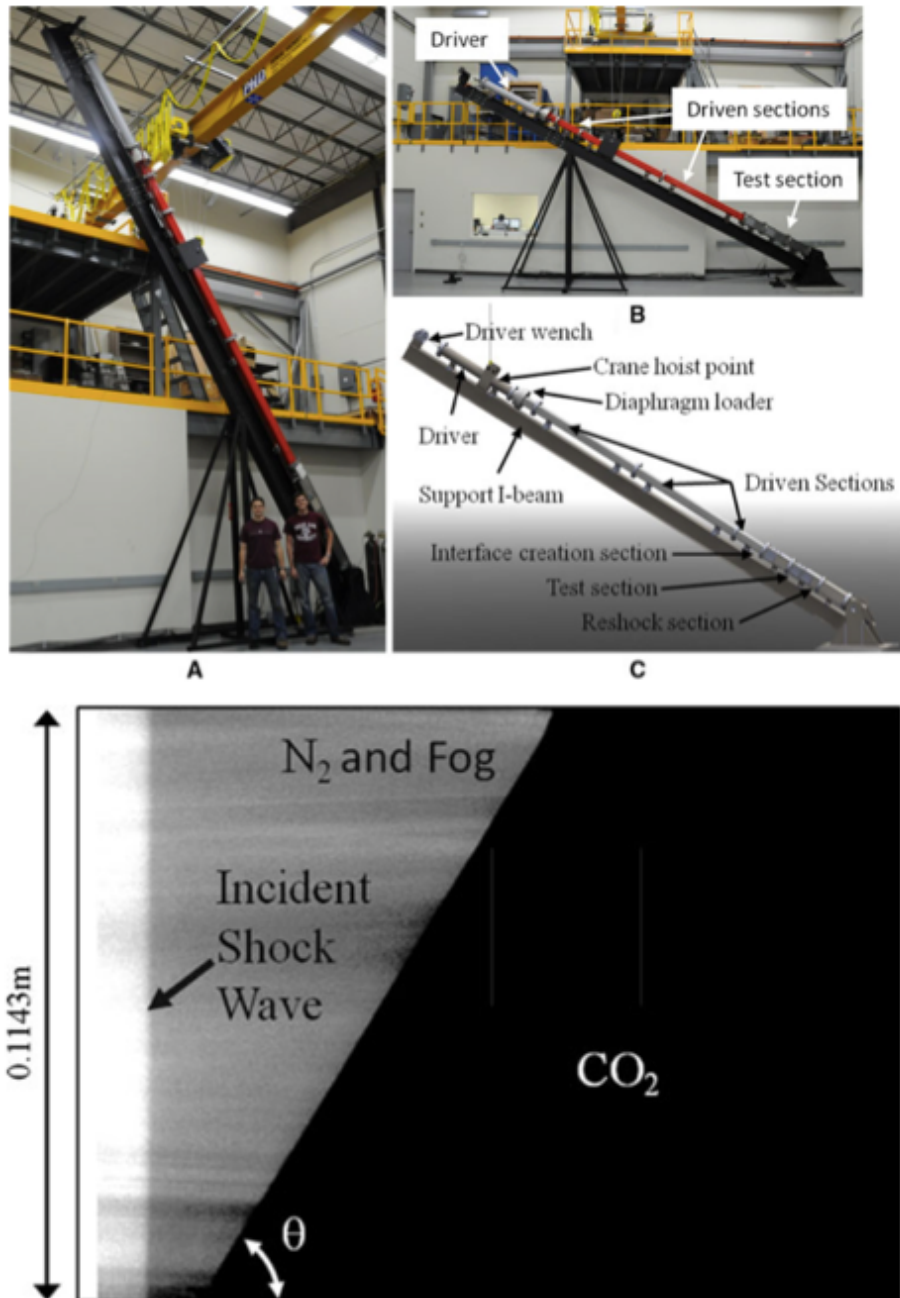 PHD
Driver
Driven sections
Test section
A
B
Driver wench
Crane hoist point
Diaphragm loader
Driver
Support I-beam
Driven Sections
Interface creation section
Test section
Reshock section
C
N₂ and Fog
Incident
Shock
Wave
0.1143m
CO₂
θ